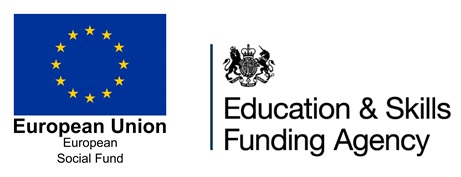 European Union
European
Social Fund
Education & Skills
Funding Agency